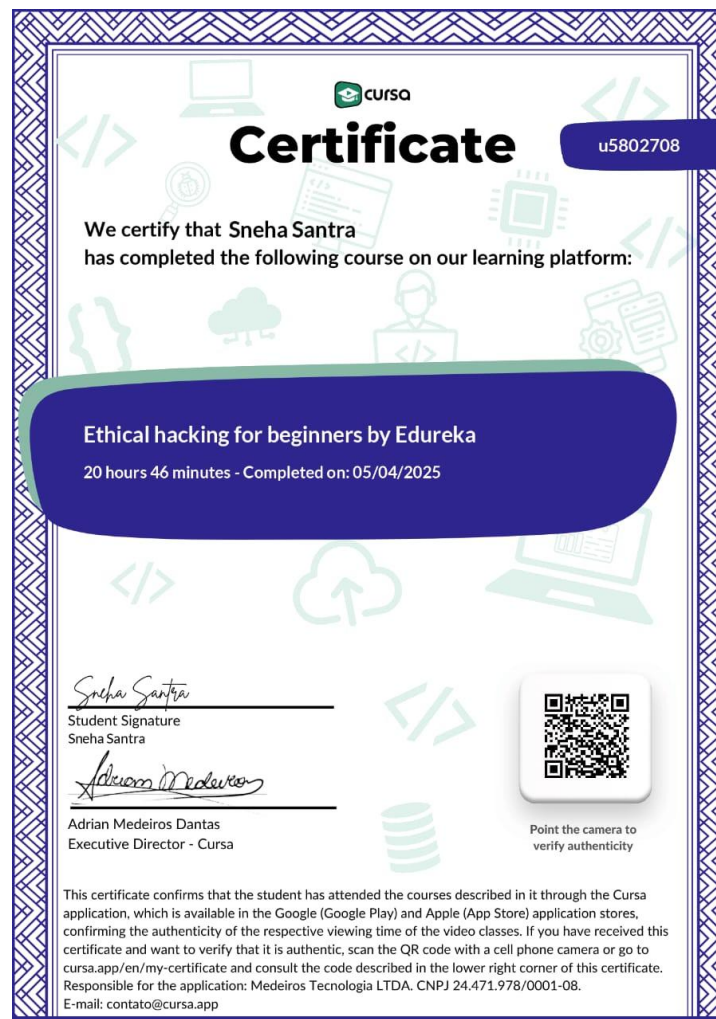 cursa
Certificate
u5802708
We certify that Sneha Santra
has completed the following course on our learning platform:
Ethical hacking for beginners by Edureka
20 hours 46 minutes - Completed on: 05/04/2025
Sneha Santra
Student Signature
Sneha Santra
Adrian Medeiros
Adrian Medeiros Dantas
Executive Director - Cursa
Point the camera to
verify authenticity
This certificate confirms that the student has attended the courses described in it through the Cursa
application, which is available in the Google (Google Play) and Apple (App Store) application stores,
confirming the authenticity of the respective viewing time of the video classes. If you have received this
certificate and want to verify that it is authentic, scan the QR code with a cell phone camera or go to
cursa.app/en/my-certificate and consult the code described in the lower right corner of this certificate.
Responsible for the application: Medeiros Tecnologia LTDA. CNPJ 24.471.978/0001-08.
E-mail: contato@cursa.app